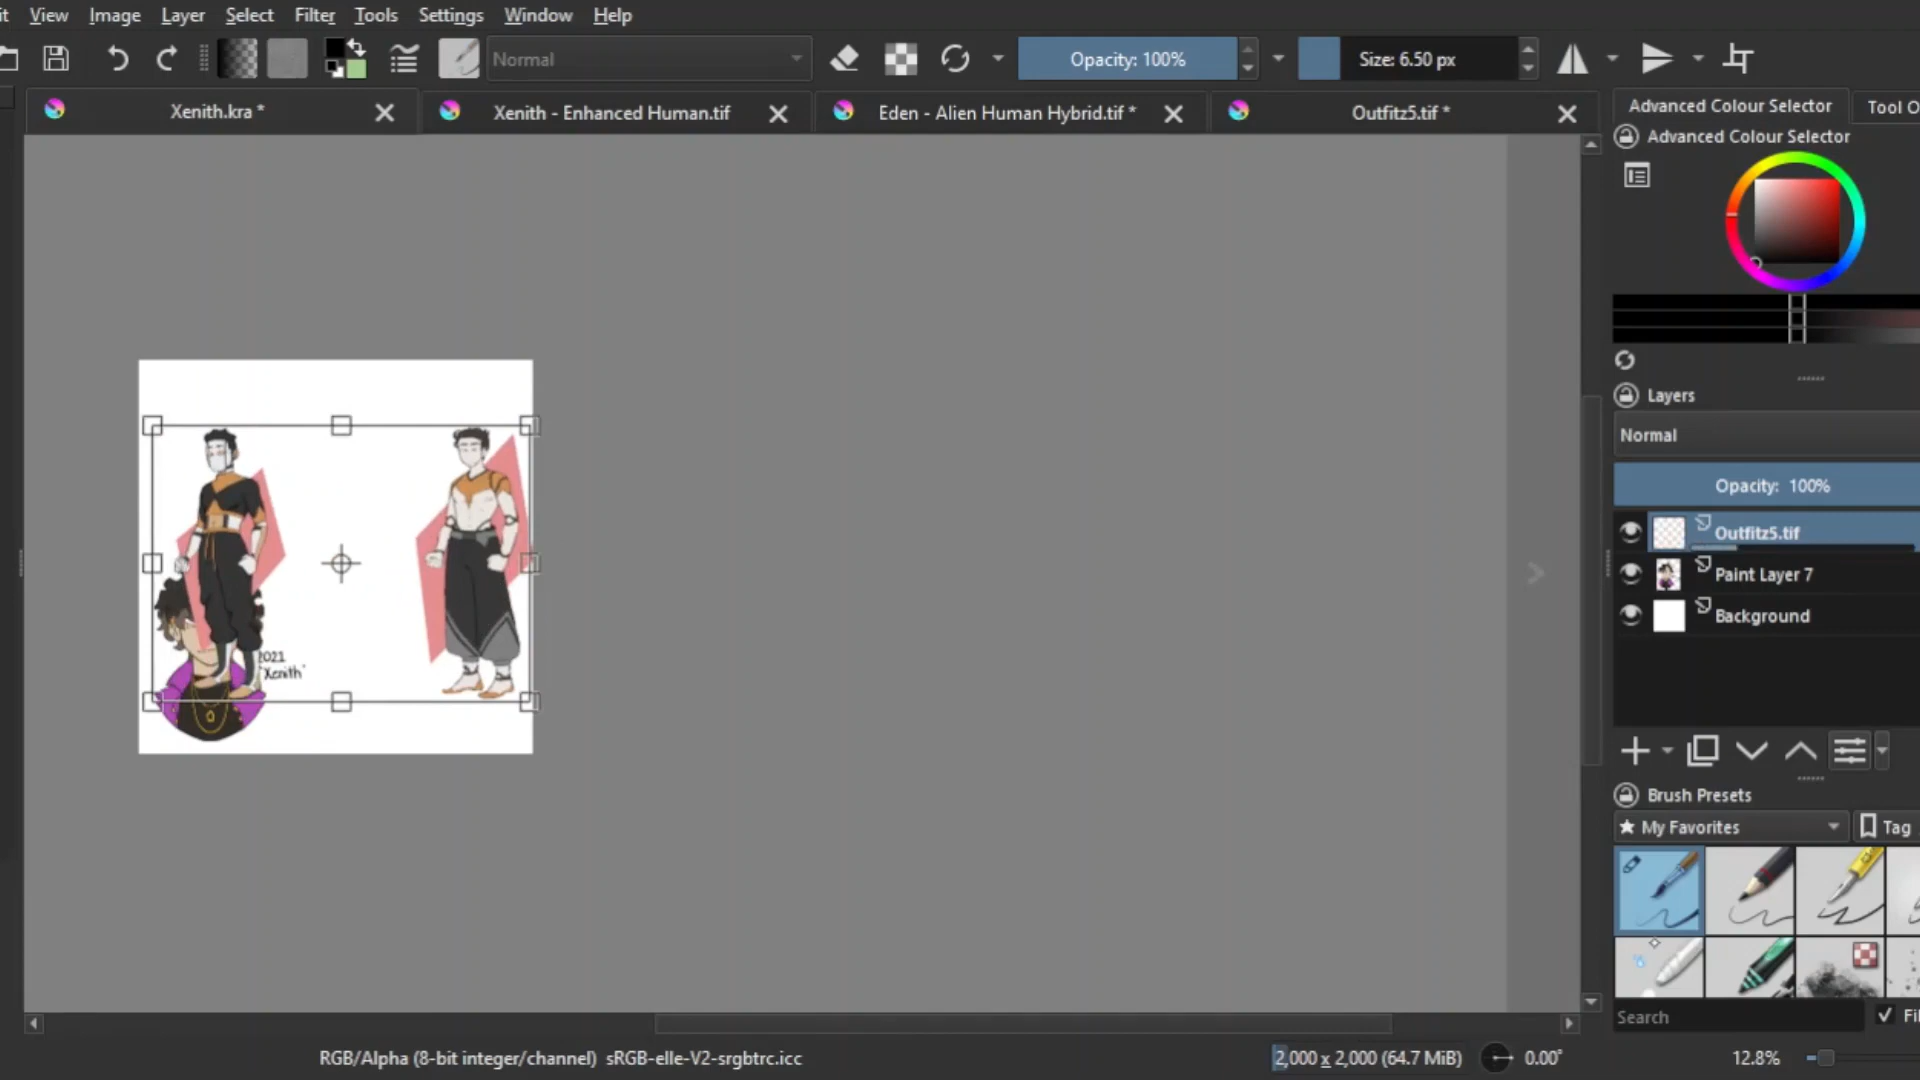 View Image Layer Select Filter Tools Settings Window Help
Normal Opacity: 100% Size: 6.50 px
Xenith.kra * Xenith - Enhanced Human.tif Eden - Alien Human Hybrid.tif * Outfitz5.tif *
Advanced Colour Selector Tool O
Advanced Colour Selector
Layers
Normal
Opacity: 100%
Outfitz5.tif
Paint Layer 7
Background
2021
'Xenith'
Brush Presets
My Favorites Tag
Search
RGB/Alpha (8-bit integer/channel) sRGB-elle-V2-srgbtrc.icc 2,000 x 2,000 (64.7 MiB) 0.00° 12.8%